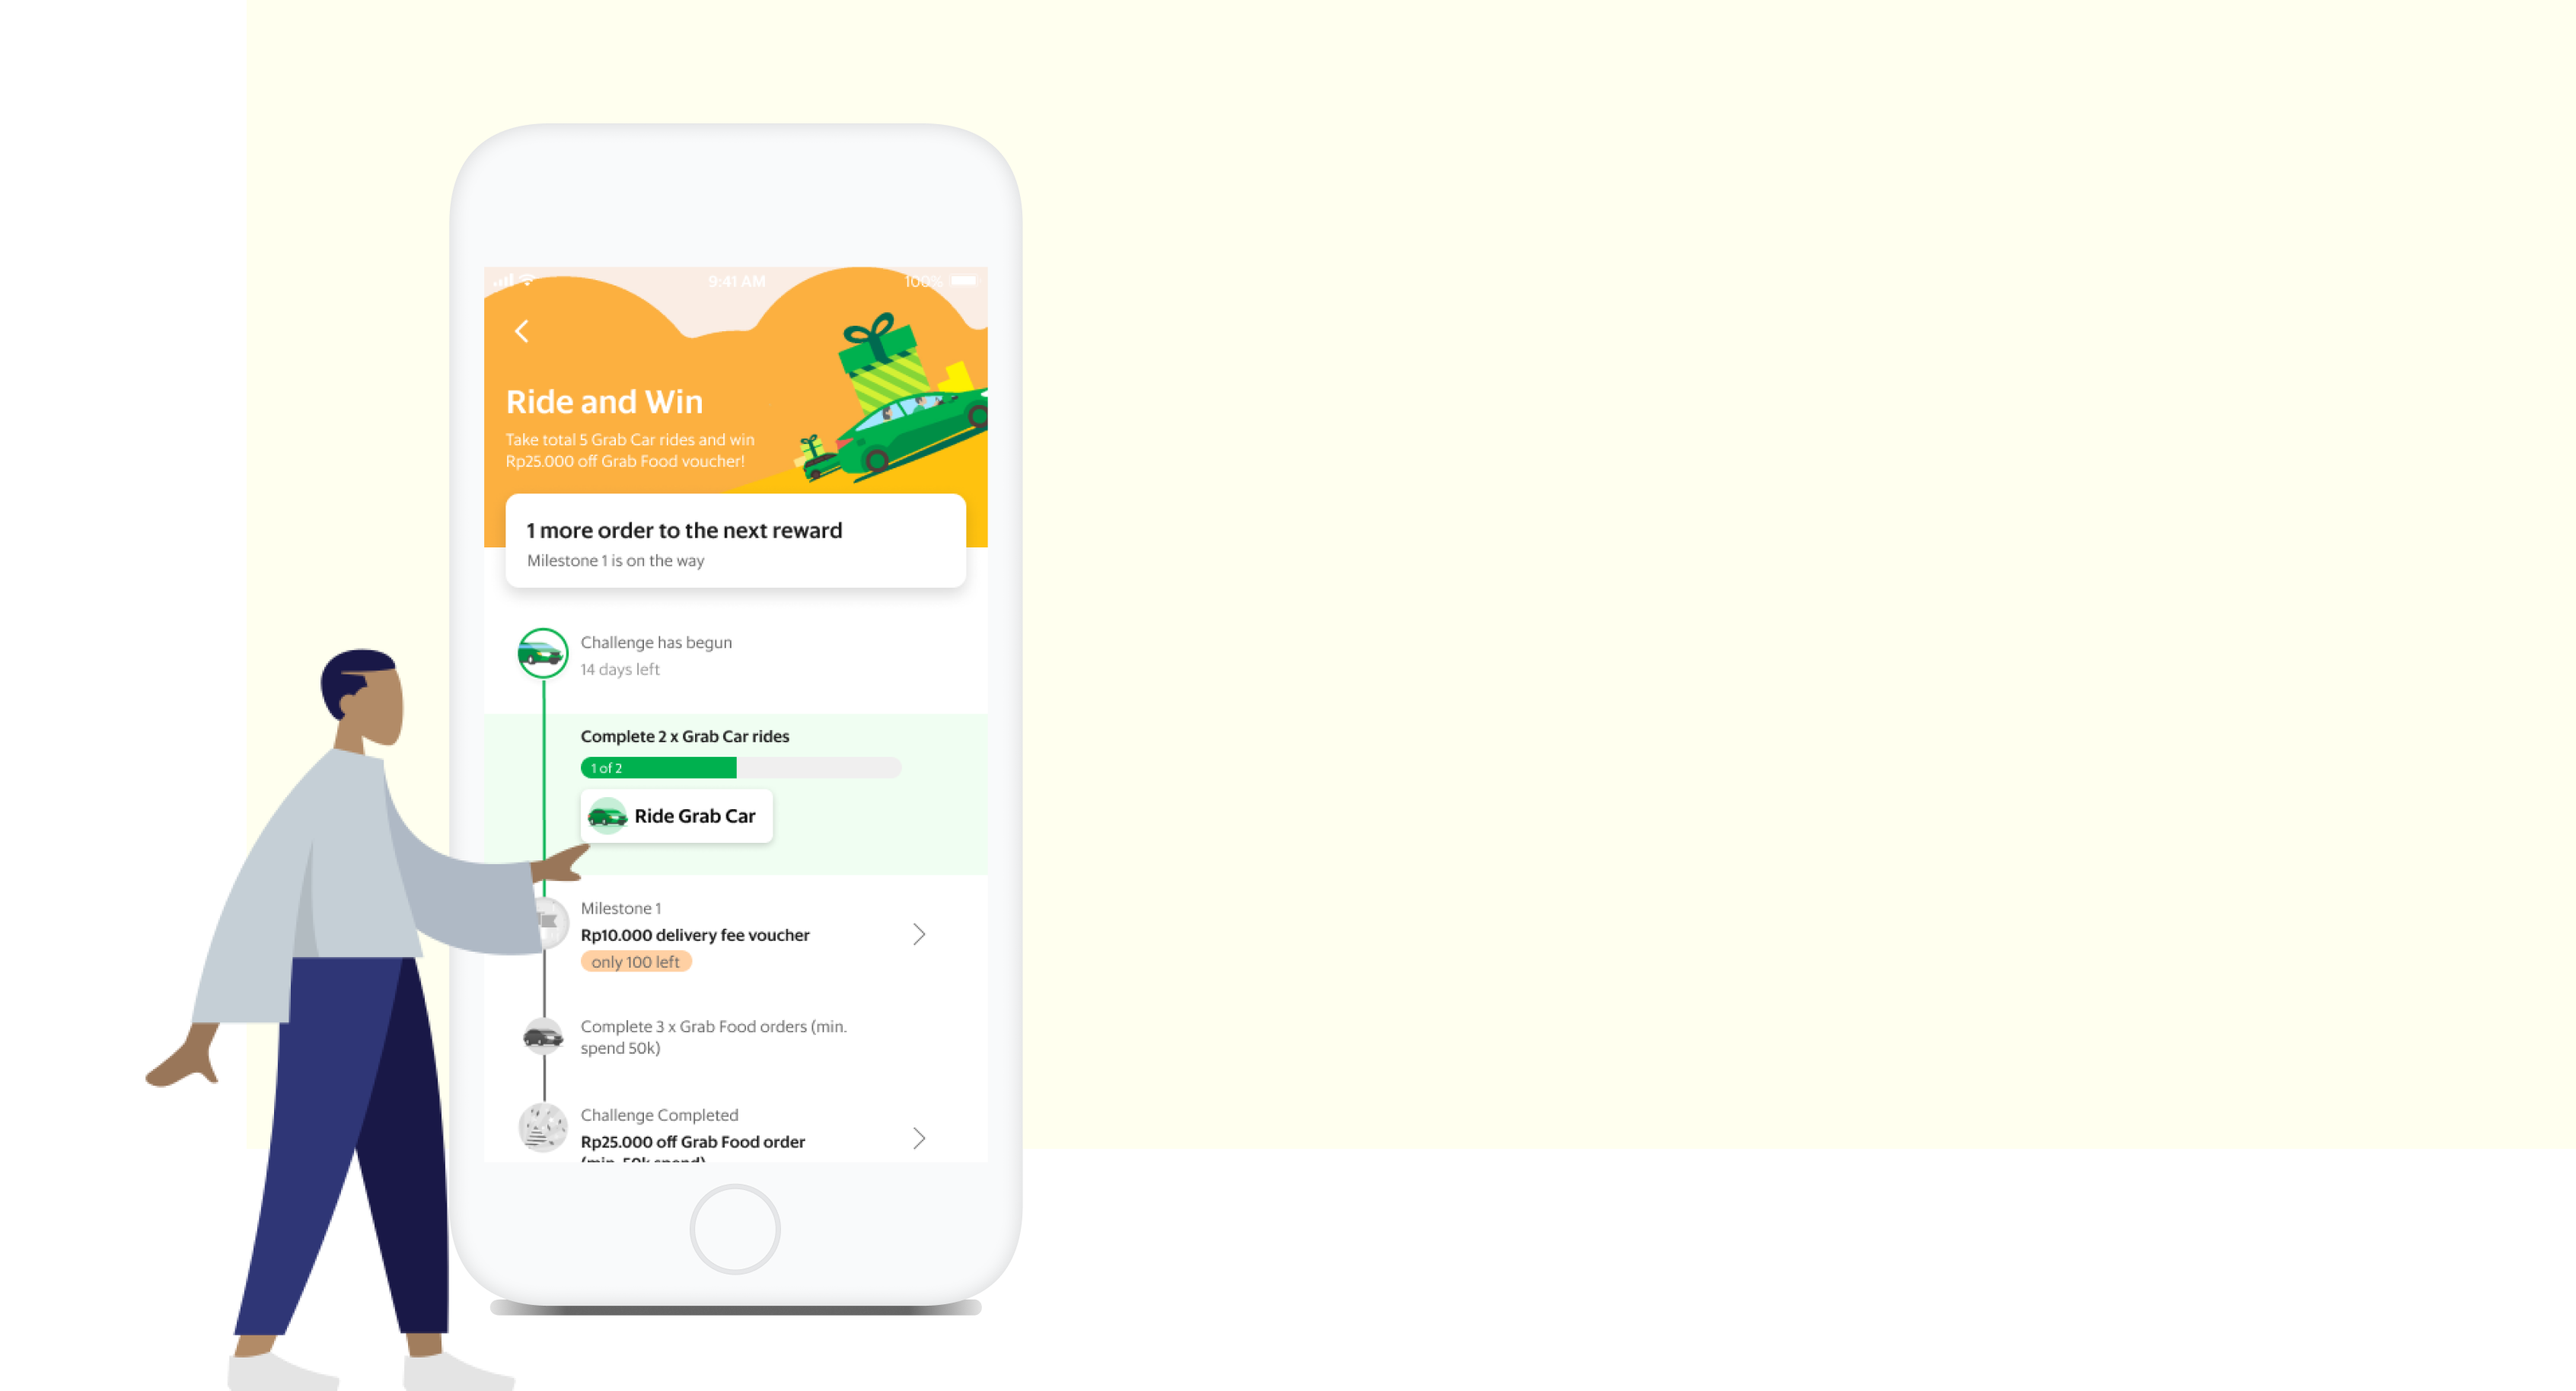 9:41 AM
100%
Ride and Win
Take total 5 Grab Car rides and win
Rp25.000 off Grab Food voucher!
1 more order to the next reward
Milestone 1 is on the way
Challenge has begun
14 days left
Complete 2 x Grab Car rides
1 of 2
Ride Grab Car
Milestone 1
Rp10.000 delivery fee voucher
only 100 left
Complete 3 x Grab Food orders (min.
spend 50k)
Challenge Completed
Rp25.000 off Grab Food order
(min. 50k spend)